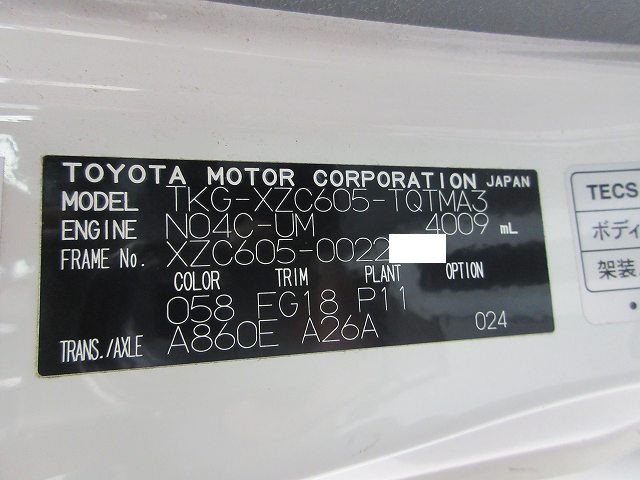 TOYOTA MOTOR CORPORATION JAPAN
MODEL TKG-XZC605-TQTMA3
ENGINE N04C-UM 4009 mL
FRAME No. XZC605-0022
COLOR TRIM PLANT OPTION
058 EG18 P11
TRANS./AXLE A860E A26A 024
TECS
ボディ
架装